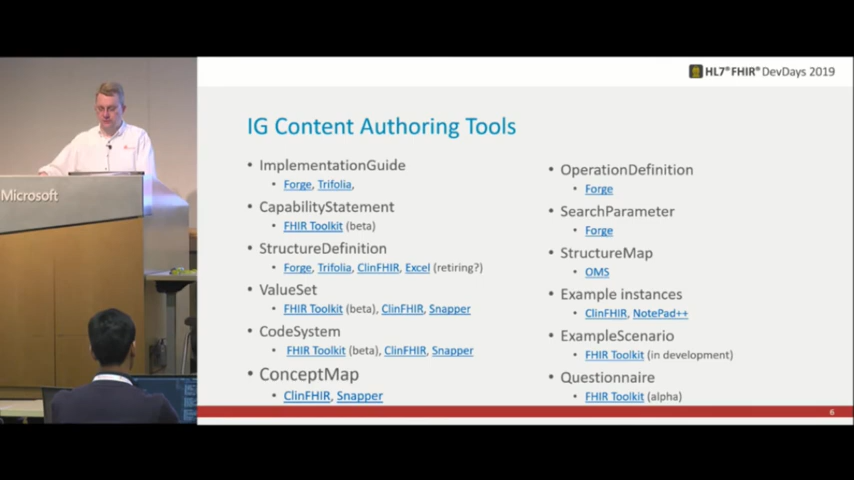 HL7® FHIR® DevDays 2019
Microsoft
IG Content Authoring Tools
• ImplementationGuide
• Forge, Trifolia,
• CapabilityStatement
• FHIR Toolkit (beta)
• StructureDefinition
• Forge, Trifolia, ClinFHIR, Excel (retiring?)
• ValueSet
• FHIR Toolkit (beta), ClinFHIR, Snapper
• CodeSystem
• FHIR Toolkit (beta), ClinFHIR, Snapper
• ConceptMap
• ClinFHIR, Snapper
• OperationDefinition
• Forge
• SearchParameter
• Forge
• StructureMap
• OMS
• Example instances
• ClinFHIR, NotePad++
• ExampleScenario
• FHIR Toolkit (in development)
• Questionnaire
• FHIR Toolkit (alpha)
6